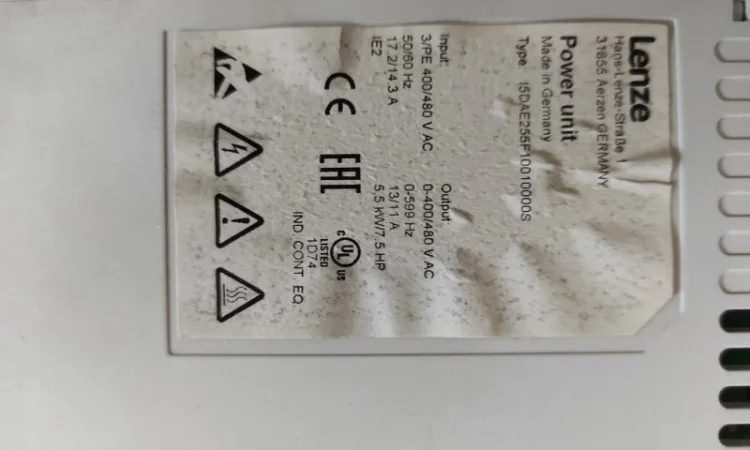 Lenze
Hans-Lenze-Straße 1
31855 Aerzen GERMANY
Power unit
Made in Germany
Type: I5DAE255F10010000S
Input:
3/PE 400/480 V AC
50/60 Hz
17.2/14.3 A
IE2
Output:
0-400/480 V AC
0-599 Hz
13/11 A
5,5 kW/7,5 HP
CE
EAC
c UL us
LISTED
1D74
IND. CONT. EQ.